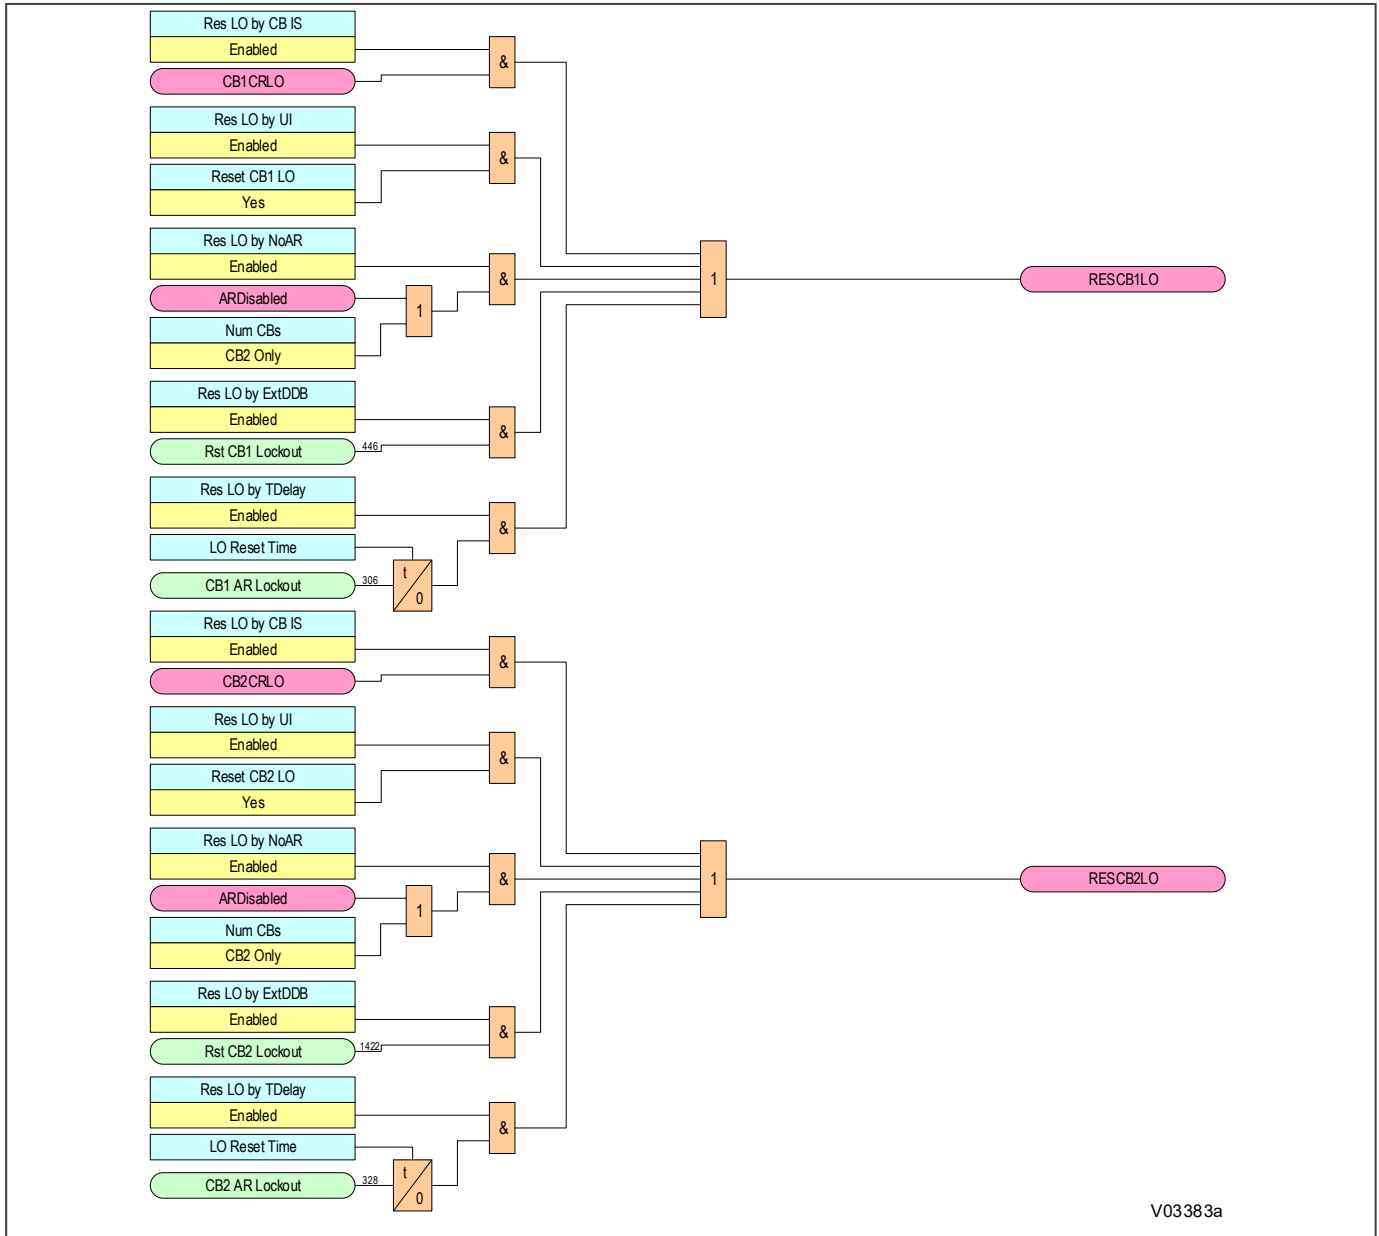 Res LO by CB IS
Enabled
&
CB1CRLO
Res LO by UI
Enabled
&
Reset CB1 LO
Yes
Res LO by NoAR
Enabled
&
1
RESCB1LO
ARDisabled
1
Num CBs
CB2 Only
Res LO by ExtDDB
Enabled
&
Rst CB1 Lockout
446
Res LO by TDelay
Enabled
&
LO Reset Time
t
CB1 AR Lockout
306
0
Res LO by CB IS
Enabled
&
CB2CRLO
Res LO by UI
Enabled
&
Reset CB2 LO
Yes
Res LO by NoAR
Enabled
&
1
RESCB2LO
ARDisabled
1
Num CBs
CB2 Only
Res LO by ExtDDB
Enabled
&
Rst CB2 Lockout
1422
Res LO by TDelay
Enabled
&
LO Reset Time
t
CB2 AR Lockout
328
0
V03383a